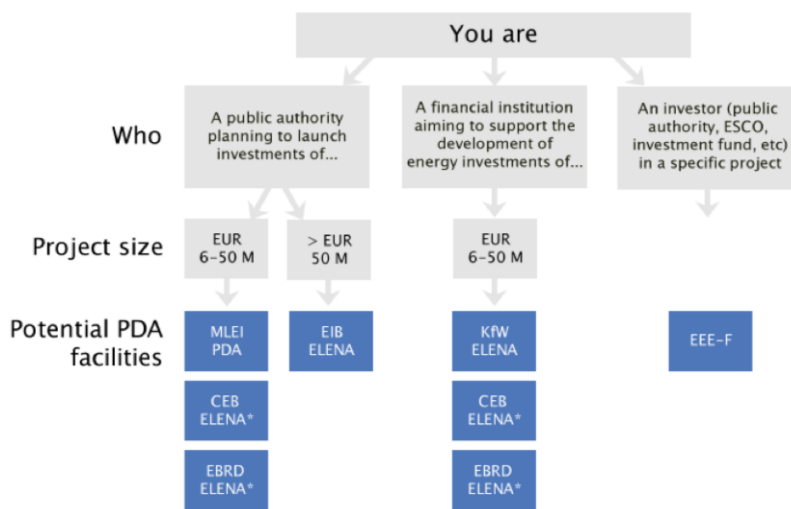 You are
Who
A public authority
planning to launch
investments of...
A financial institution
aiming to support the
development of
energy investments of...
An investor (public
authority, ESCO,
investment fund, etc)
in a specific project
Project size
EUR
6-50 M
> EUR
50 M
EUR
6-50 M
Potential PDA
facilities
MLEI
PDA
EIB
ELENA
KfW
ELENA
EEE-F
CEB
ELENA*
CEB
ELENA*
EBRD
ELENA*
EBRD
ELENA*